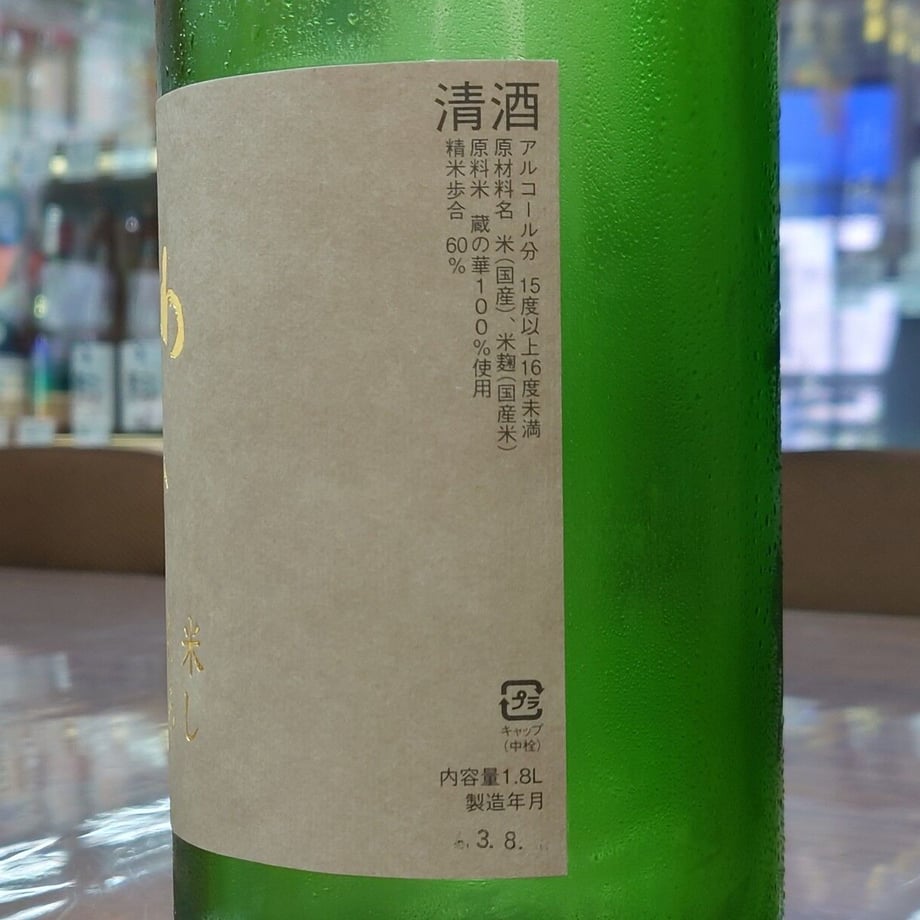 清酒
アルコール分 15度以上16度未満
原材料名 米(国産)、米麹(国産米)
原料米 蔵の華100%使用
精米歩合 60%
わ
米し
プラ
キャップ
(中栓)
内容量1.8L
製造年月
3. 8.